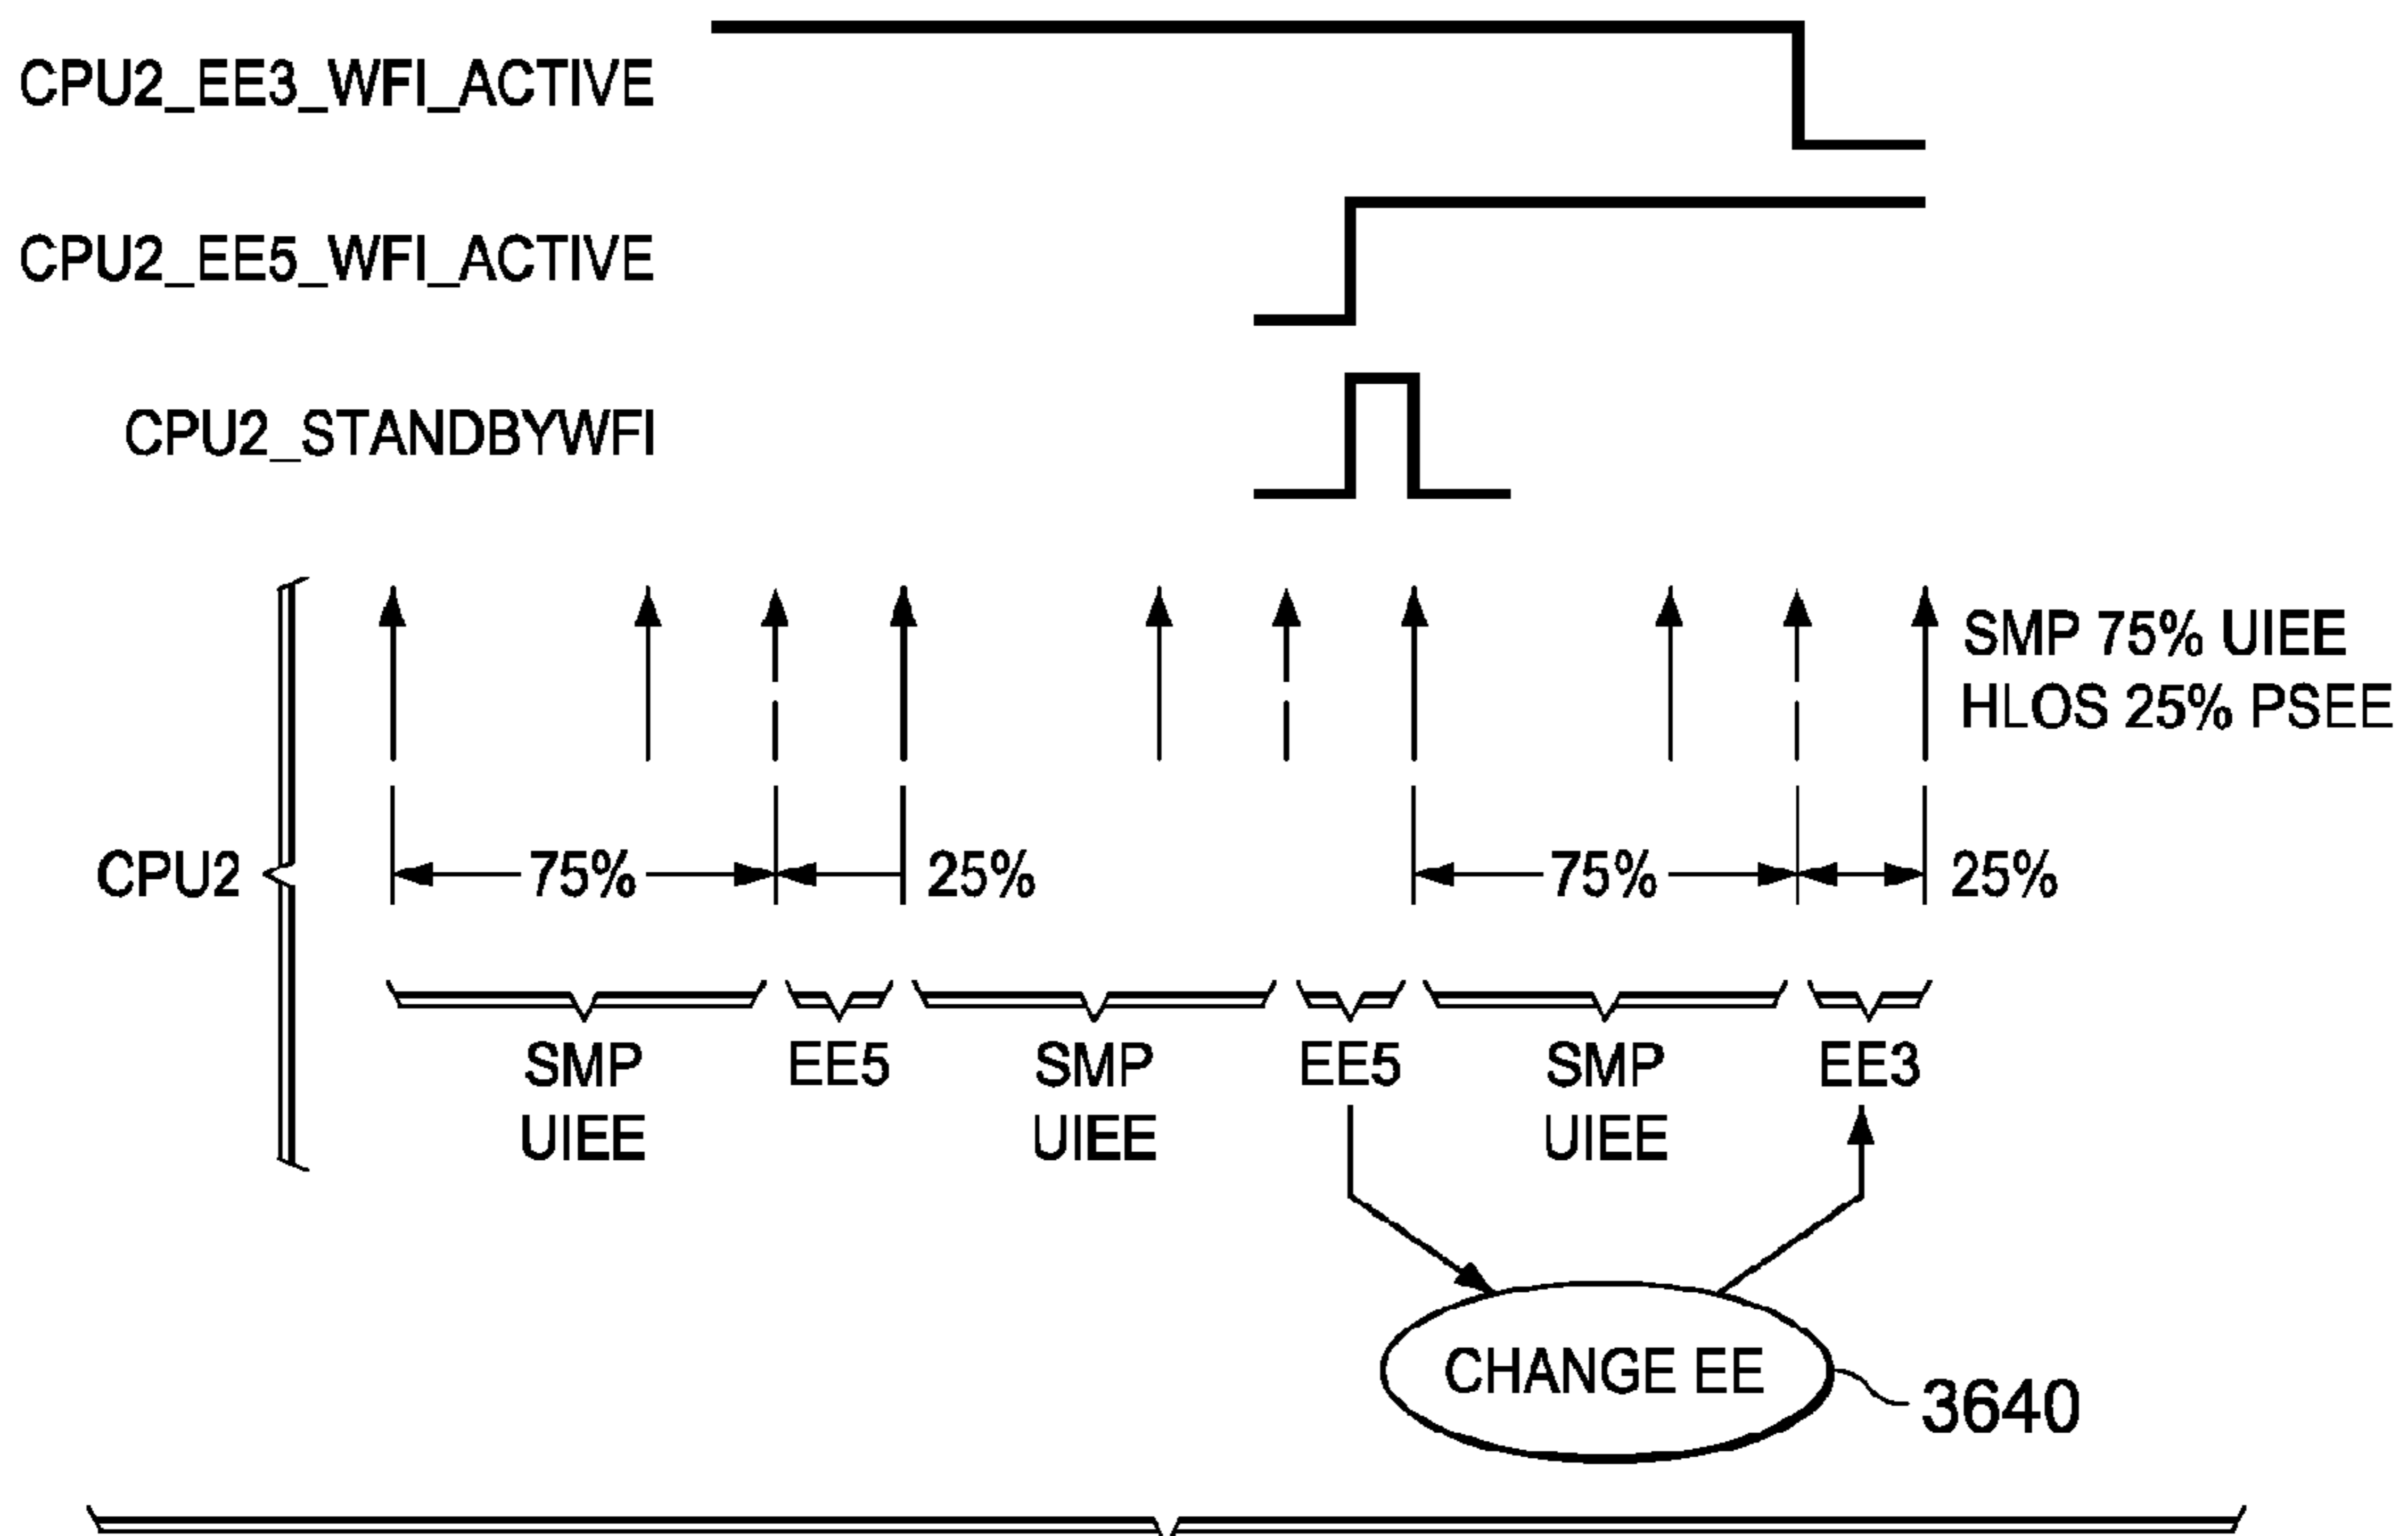 CPU2_EE3_WFI_ACTIVE
CPU2_EE5_WFI_ACTIVE
CPU2_STANDBYWFI
SMP 75% UIEE
HLOS 25% PSEE
CPU2
75%
25%
75%
25%
SMP
UIEE
EE5
SMP
UIEE
EE5
SMP
UIEE
EE3
CHANGE EE
3640